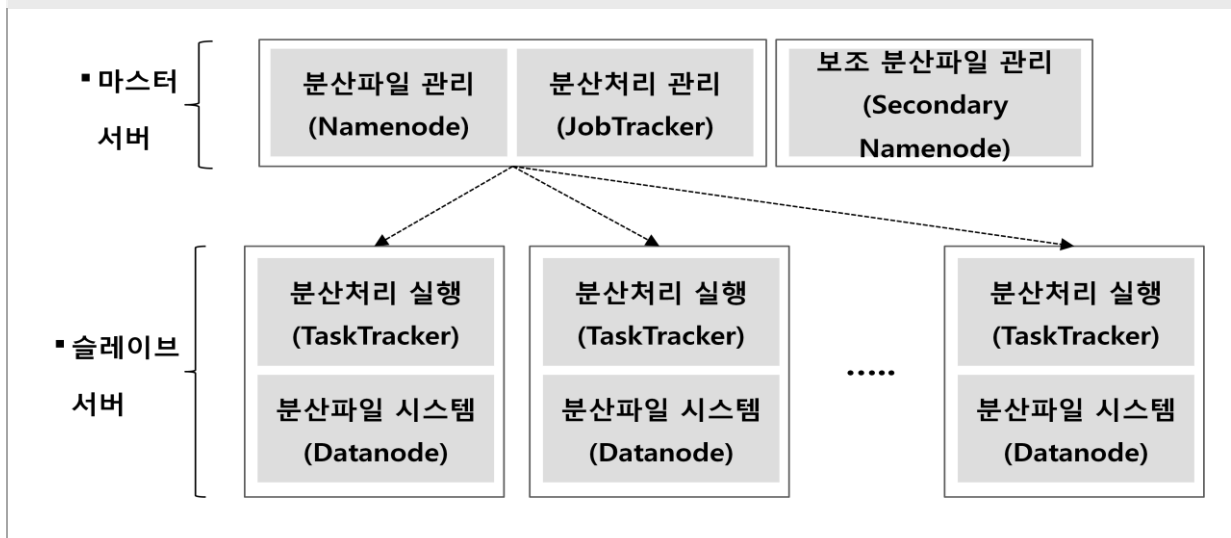 ▪ 마스터
서버
분산파일 관리
(Namenode)
분산처리 관리
(JobTracker)
보조 분산파일 관리
(Secondary
Namenode)
▪ 슬레이브
서버
분산처리 실행
(TaskTracker)
분산파일 시스템
(Datanode)
분산처리 실행
(TaskTracker)
분산파일 시스템
(Datanode)
.....
분산처리 실행
(TaskTracker)
분산파일 시스템
(Datanode)